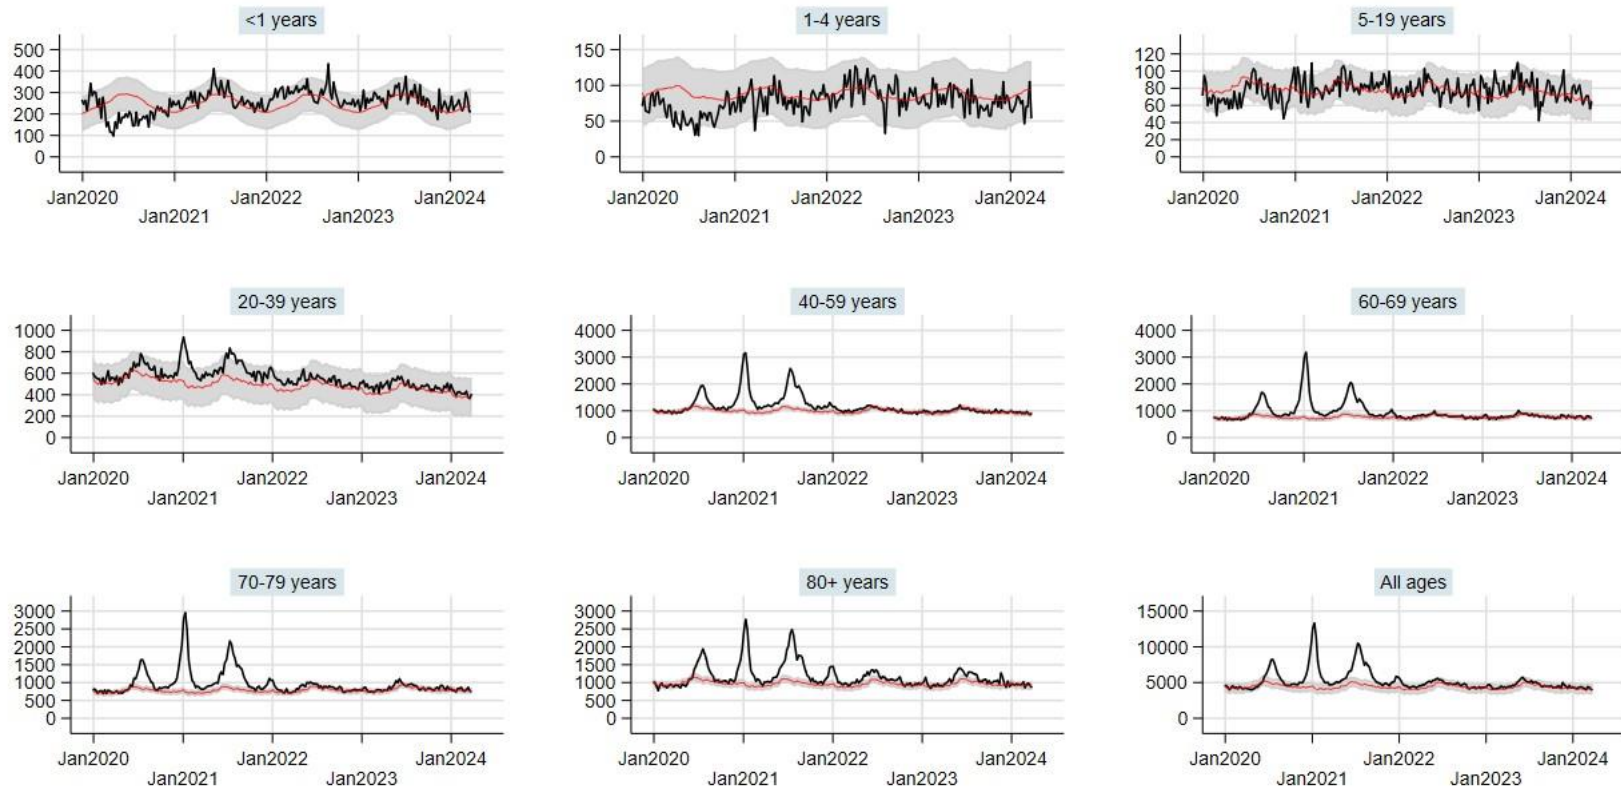 <1 years
1-4 years
5-19 years
500
400
300
200
100
0
150
100
50
0
120
100
80
60
40
20
0
Jan2020
Jan2022
Jan2024
Jan2021
Jan2023
Jan2020
Jan2022
Jan2024
Jan2021
Jan2023
Jan2020
Jan2022
Jan2024
Jan2021
Jan2023
20-39 years
40-59 years
60-69 years
1000
800
600
400
200
0
4000
3000
2000
1000
0
4000
3000
2000
1000
0
Jan2020
Jan2022
Jan2024
Jan2021
Jan2023
Jan2020
Jan2022
Jan2024
Jan2021
Jan2023
Jan2020
Jan2022
Jan2024
Jan2021
Jan2023
70-79 years
80+ years
All ages
3000
2500
2000
1500
1000
500
0
3000
2500
2000
1500
1000
500
0
15000
10000
5000
0
Jan2020
Jan2022
Jan2024
Jan2021
Jan2023
Jan2020
Jan2022
Jan2024
Jan2021
Jan2023
Jan2020
Jan2022
Jan2024
Jan2021
Jan2023